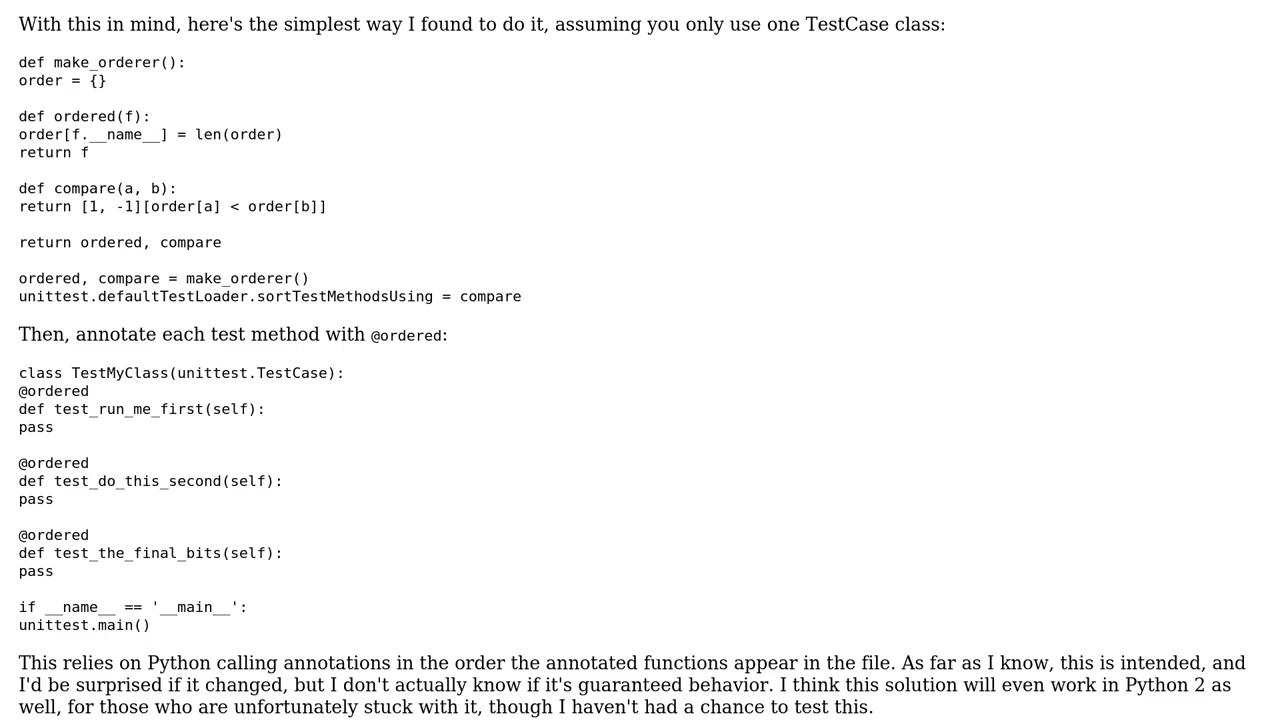 With this in mind, here's the simplest way I found to do it, assuming you only use one TestCase class:
def make_orderer():
order = {}
def ordered(f):
order[f.__name__] = len(order)
return f
def compare(a, b):
return [1, -1][order[a] < order[b]]
return ordered, compare
ordered, compare = make_orderer()
unittest.defaultTestLoader.sortTestMethodsUsing = compare
Then, annotate each test method with @ordered:
class TestMyClass(unittest.TestCase):
@ordered
def test_run_me_first(self):
pass
@ordered
def test_do_this_second(self):
pass
@ordered
def test_the_final_bits(self):
pass
if __name__ == '__main__':
unittest.main()
This relies on Python calling annotations in the order the annotated functions appear in the file. As far as I know, this is intended, and
I'd be surprised if it changed, but I don't actually know if it's guaranteed behavior. I think this solution will even work in Python 2 as
well, for those who are unfortunately stuck with it, though I haven't had a chance to test this.